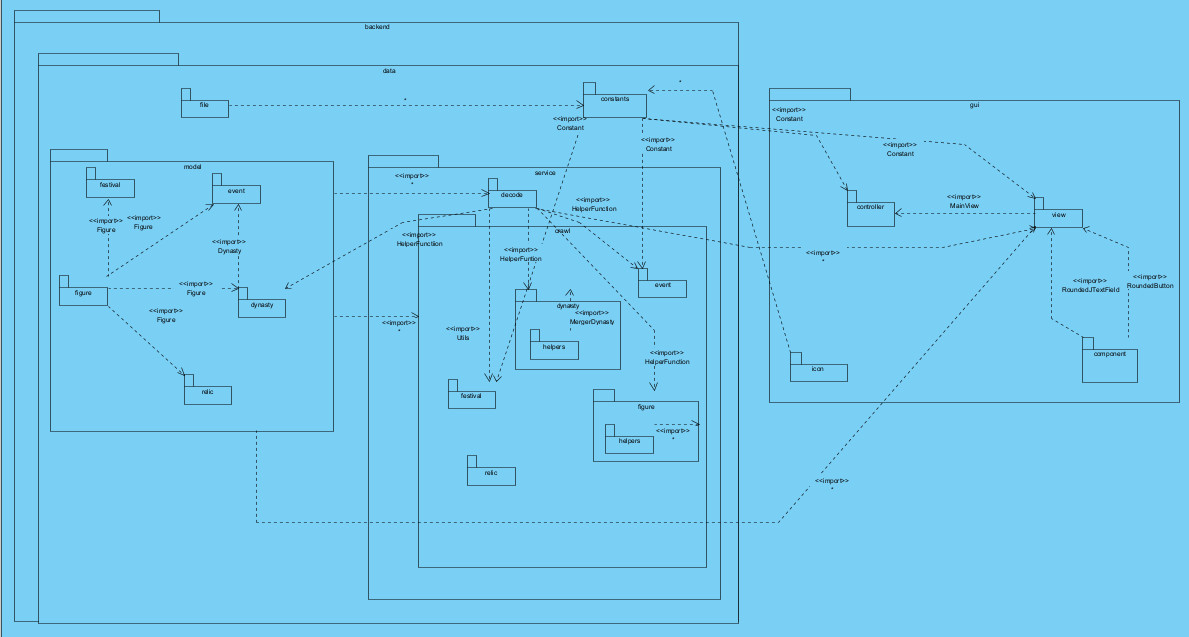 backend
data
*
file
*
constants
gui
<<import>>
Constant
<<import>>
Constant
<<import>>
Constant
<<import>>
Constant
model
service
<<import>>
*
festival
event
decode
<<import>>
HelperFunction
<<import>>
MainView
controller
view
<<import>>
Figure
<<import>>
Figure
crawl
<<import>>
HelperFunction
<<import>>
Dynasty
<<import>>
HelperFuntion
<<import>>
*
figure
<<import>>
Figure
dynasty
event
<<import>>
RoundedJTextField
<<import>>
RoundedButton
<<import>>
Figure
<<import>>
*
dynasty
<<import>>
MergerDynasty
<<import>>
Utils
helpers
<<import>>
HelperFunction
component
icon
relic
festival
figure
<<import>>
*
helpers
relic
<<import>>
*